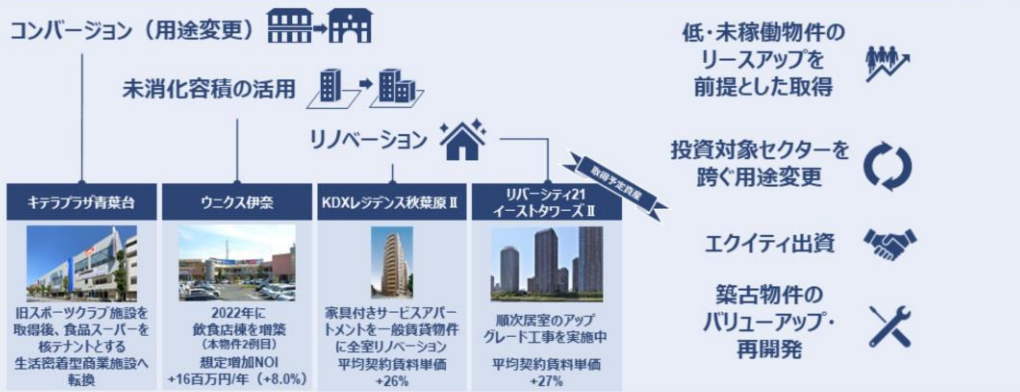 コンバージョン（用途変更）
未消化容積の活用
リノベーション
取得予定資産
キテラプラザ青葉台
旧スポーツクラブ施設を
取得後、食品スーパーを
核テナントとする
生活密着型商業施設へ
転換
ウニクス伊奈
2022年に
飲食店棟を増築
（本物件2例目）
想定増加NOI
+16百万円/年（+8.0%）
KDXレジデンス秋葉原Ⅱ
家具付きサービスアパー
トメントを一般賃貸物件
に全室リノベーション
平均契約賃料単価
+26%
リバーシティ21
イーストタワーズⅡ
順次居室のアップ
グレード工事を実施中
平均契約賃料単価
+27%
低・未稼働物件の
リースアップを
前提とした取得
投資対象セクターを
跨ぐ用途変更
エクイティ出資
築古物件の
バリューアップ・
再開発